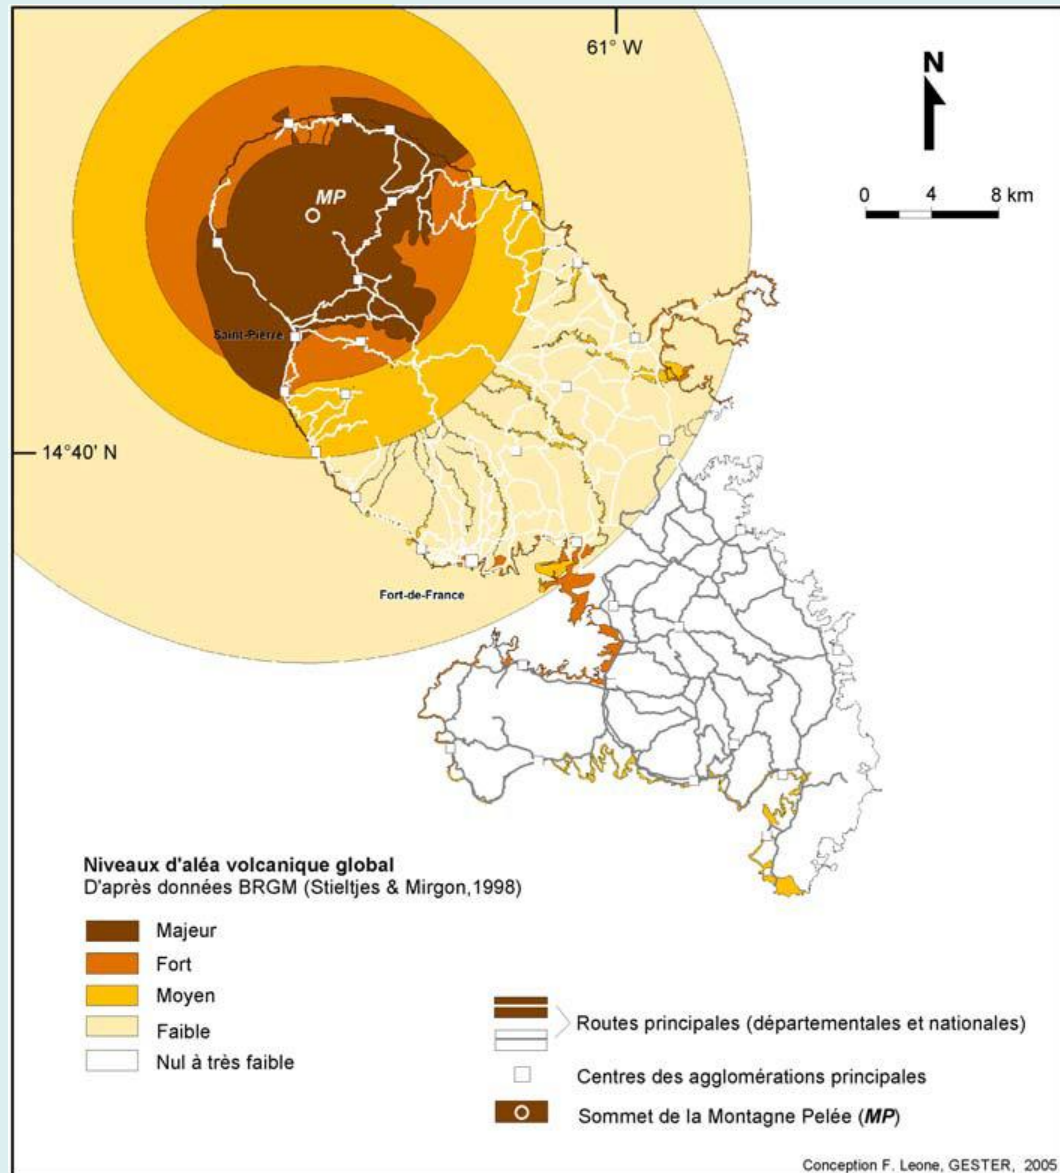 61° W
N
0 4 8 km
MP
Saint-Pierre
14°40' N
Fort-de-France
Niveaux d'aléa volcanique global
D'après données BRGM (Stieltjes & Mirgon,1998)
Majeur
Fort
Moyen
Faible
Nul à très faible
Routes principales (départementales et nationales)
Centres des agglomérations principales
Sommet de la Montagne Pelée (MP)
Conception F. Leone, GESTER, 2005